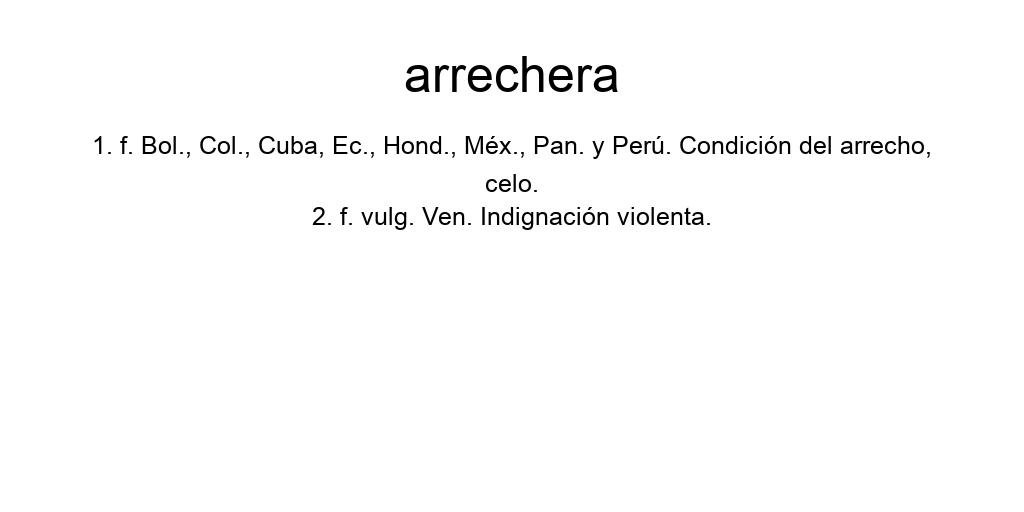 arrechera
1. f. Bol., Col., Cuba, Ec., Hond., Méx., Pan. y Perú. Condición del arrecho,
celo.
2. f. vulg. Ven. Indignación violenta.